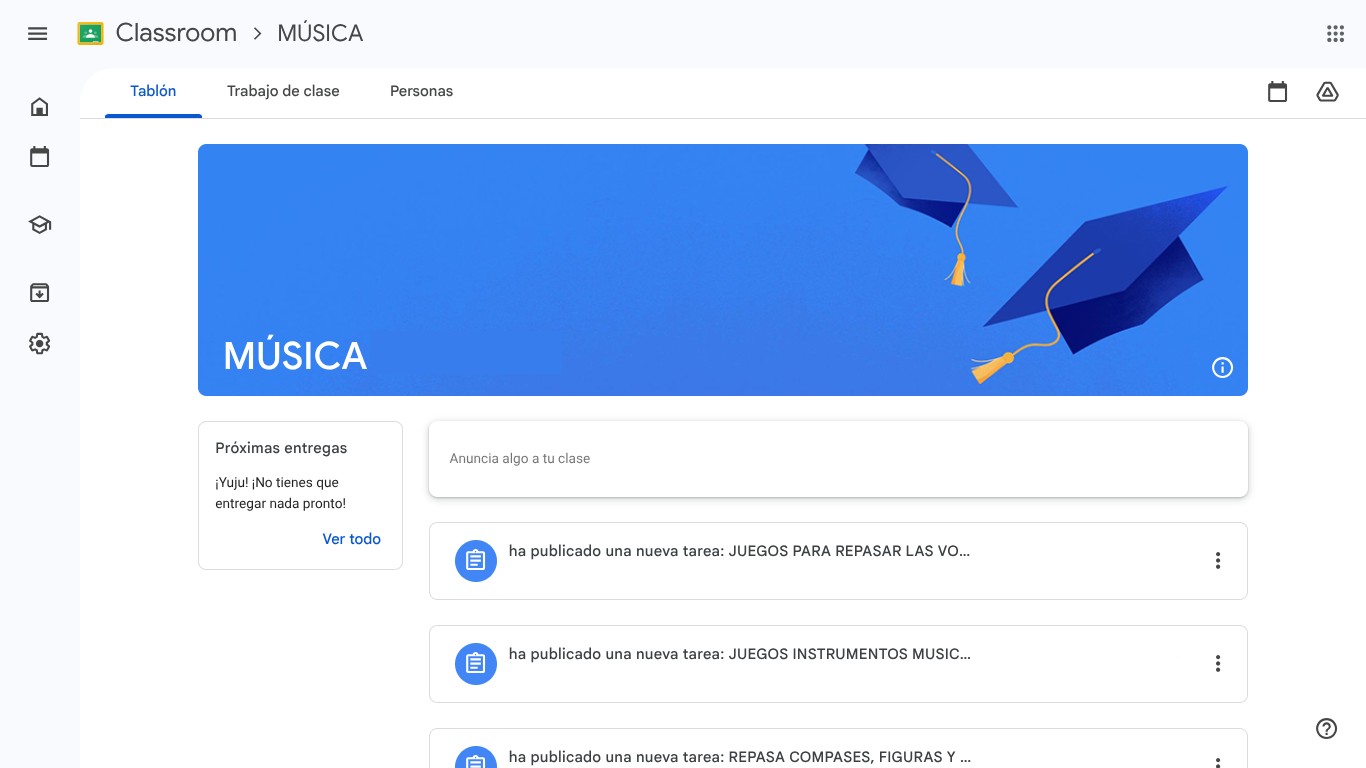 Classroom > MÚSICA
Tablón
Trabajo de clase
Personas
MÚSICA
Próximas entregas
¡Yuju! ¡No tienes que
entregar nada pronto!
Ver todo
Anuncia algo a tu clase
ha publicado una nueva tarea: JUEGOS PARA REPASAR LAS VO...
ha publicado una nueva tarea: JUEGOS INSTRUMENTOS MUSIC...
ha publicado una nueva tarea: REPASA COMPASES, FIGURAS Y ...